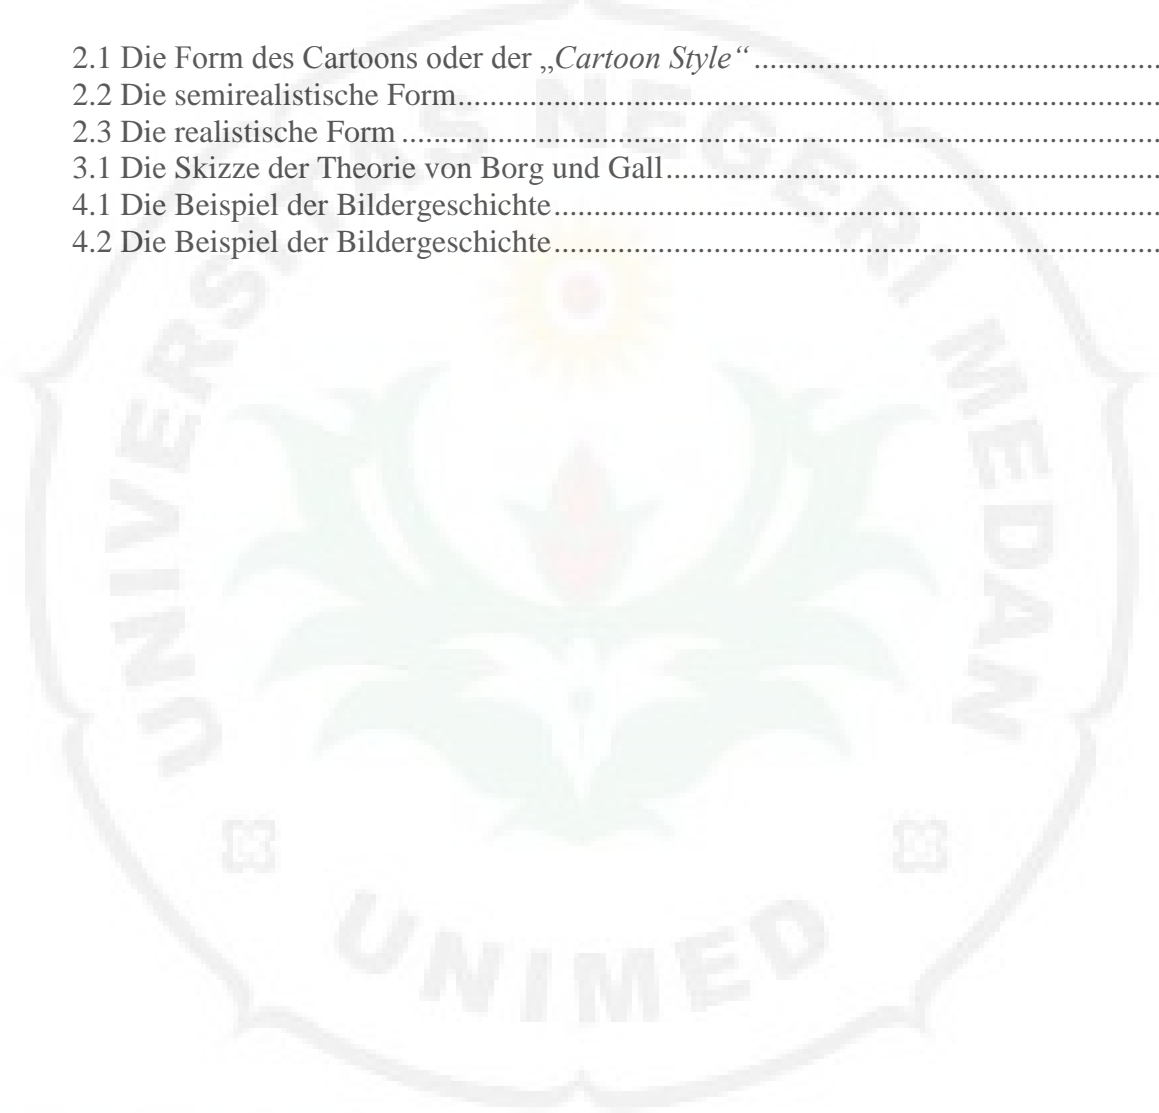 2.1 Die Form des Cartoons oder der „Cartoon Style“ ..........................................................
2.2 Die semirealistische Form..........................................................................................
2.3 Die realistische Form .................................................................................................
3.1 Die Skizze der Theorie von Borg und Gall....................................................................
4.1 Die Beispiel der Bildergeschichte................................................................................
4.2 Die Beispiel der Bildergeschichte................................................................................
UNIVERSITAS NEGERI MEDAN
UNIMED